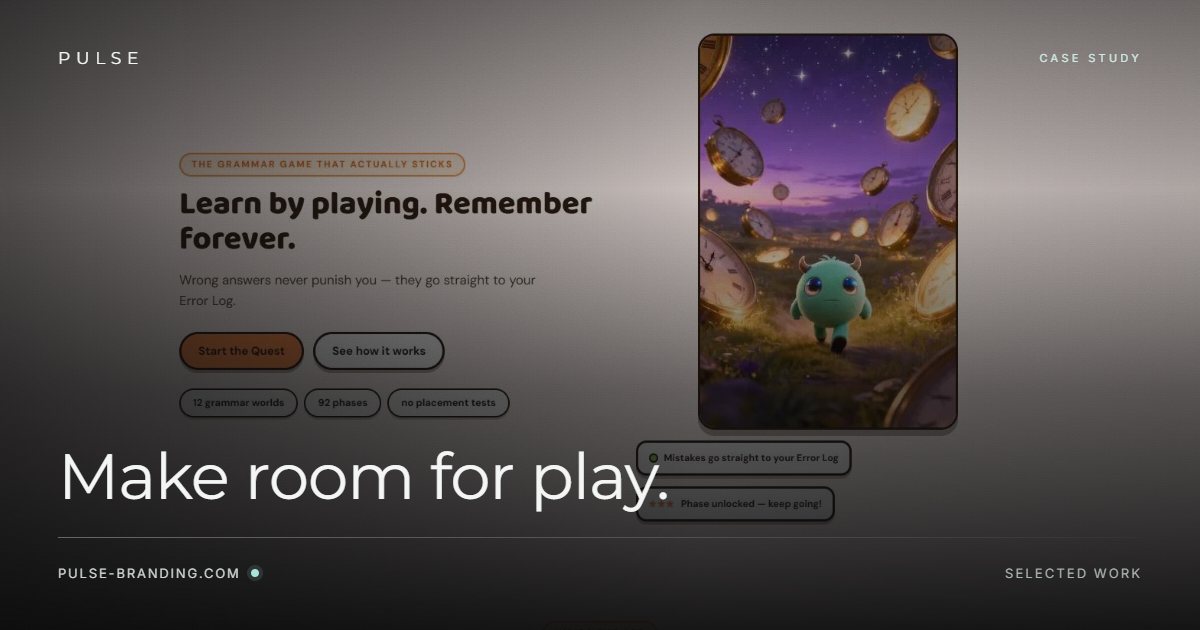 PULSE
CASE STUDY
THE GRAMMAR GAME THAT ACTUALLY STICKS
Learn by playing. Remember
forever.
Wrong answers never punish you — they go straight to your
Error Log.
Start the Quest
See how it works
12 grammar worlds
92 phases
no placement tests
Mistakes go straight to your Error Log
Make room for play.
★★★ Phase unlocked — keep going!
PULSE-BRANDING.COM
SELECTED WORK